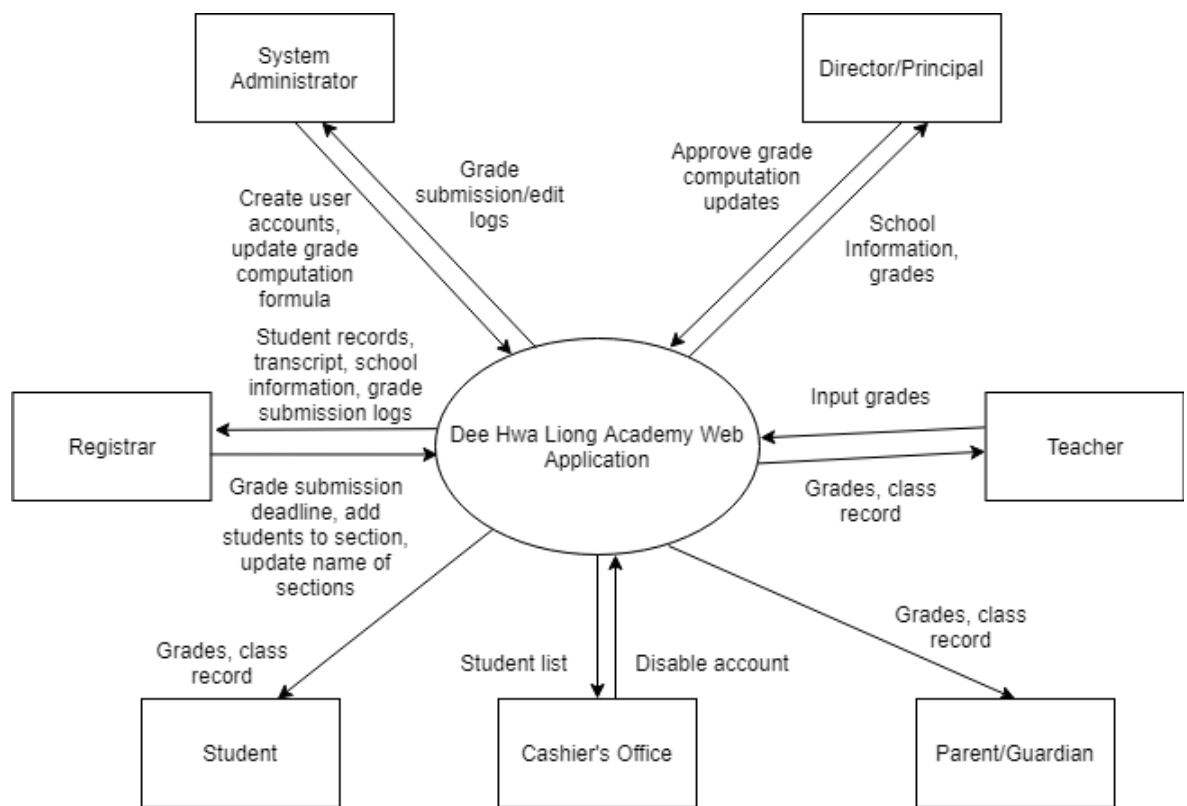 System
Administrator
Director/Principal
Grade
submission/edit
logs
Approve grade
computation
updates
Create user
accounts,
update grade
computation
formula
School
Information,
grades
Student records,
transcript, school
information, grade
submission logs
Input grades
Registrar
Dee Hwa Liong Academy Web
Application
Teacher
Grade submission
deadline, add
students to section,
update name of
sections
Grades, class
record
Grades, class
record
Student list
Disable account
Grades, class
record
Student
Cashier's Office
Parent/Guardian